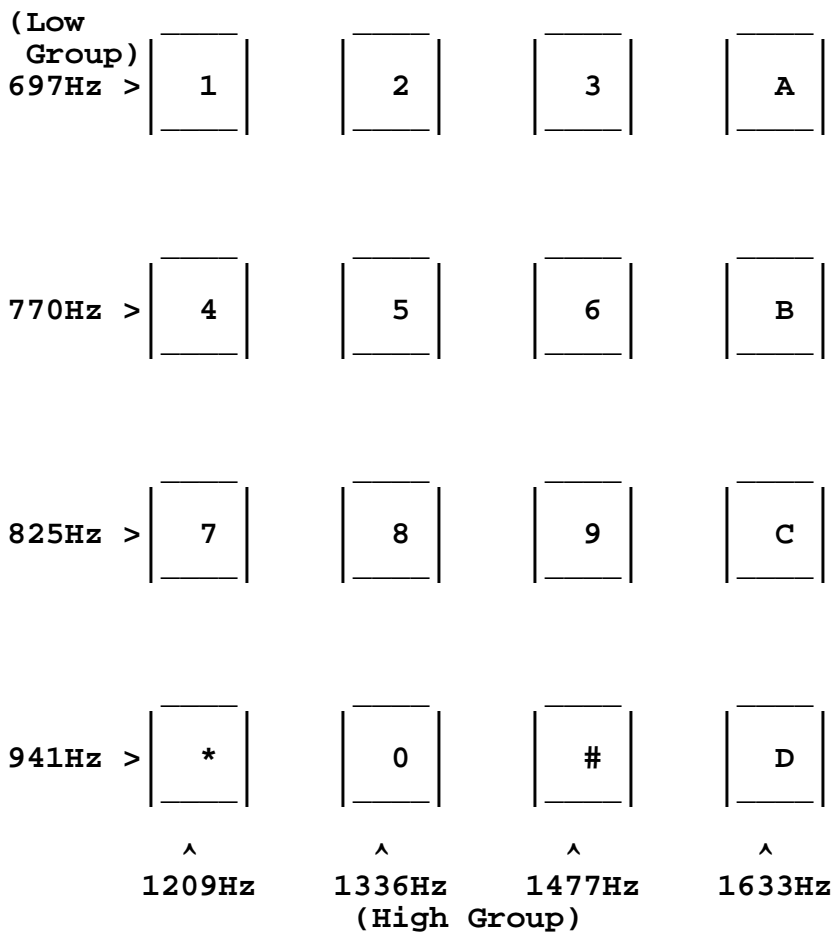 (Low
Group)
697Hz > 1 2 3 A
770Hz > 4 5 6 B
825Hz > 7 8 9 C
941Hz > * 0 # D
^ ^ ^ ^
1209Hz 1336Hz 1477Hz 1633Hz
(High Group)